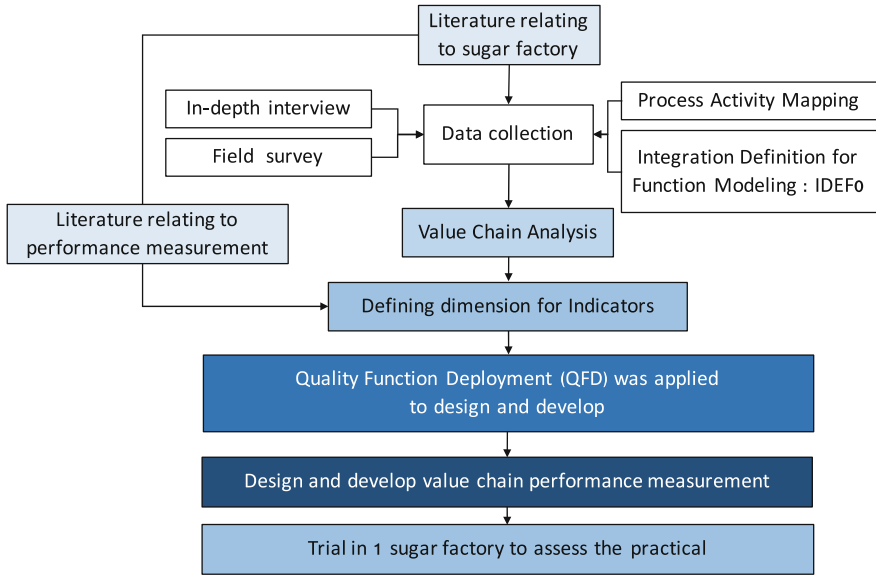 Literature relating
to sugar factory
In-depth interview
Field survey
Data collection
Process Activity Mapping
Integration Definition for
Function Modeling : IDEF0
Literature relating to
performance measurement
Value Chain Analysis
Defining dimension for Indicators
Quality Function Deployment (QFD) was applied
to design and develop
Design and develop value chain performance measurement
Trial in 1 sugar factory to assess the practical